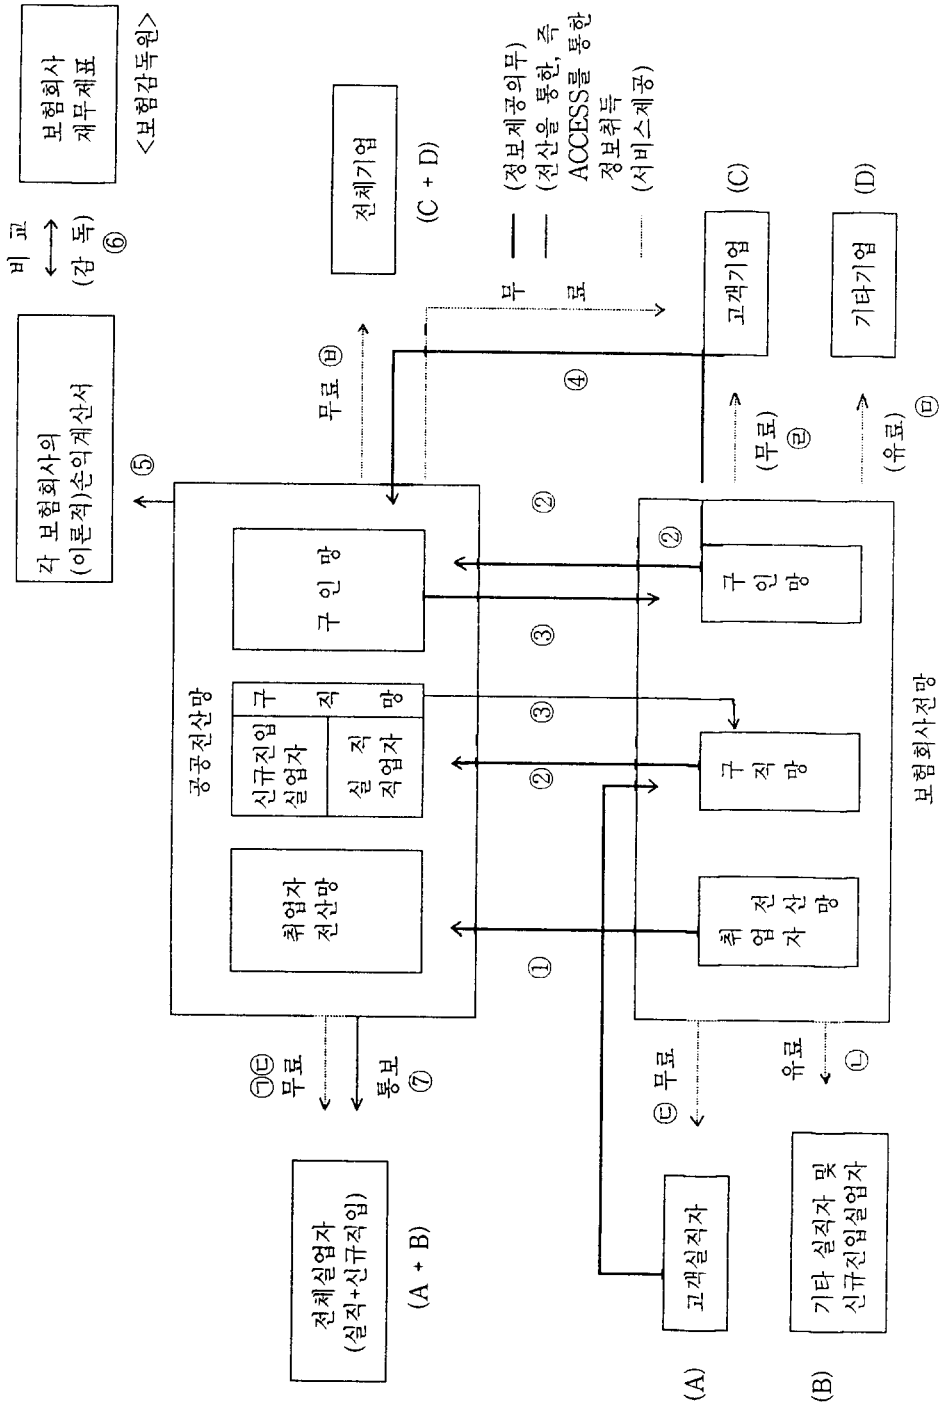 각 보험회사의
(이론적)손익계산서
비 교
(감 독)
⑥
보험회사
재무제표
<보험감독원>
⑤
전체실업자
(실직+신규직입)
(A + B)
㉠㉢
무료
통보
⑦
공공전산망
취업자
전산망
신규진입
실업자
실 직
직업자
구 직 망
구 인 망
무료 ㉥
전체기업
(C + D)
무 료
(정보제공의무)
(전산을 통한, 즉
ACCESS를 통한
정보취득
(서비스제공)
①
②
③
③
②
④
②
(A)
고객실직자
㉢ 무료
(B)
기타 실직자 및
신규진입실업자
유료
㉡
취업자
전산망
구직망
구인망
보험회사전망
(무료)
㉣
고객기업
(C)
(유료)
㉤
기타기업
(D)